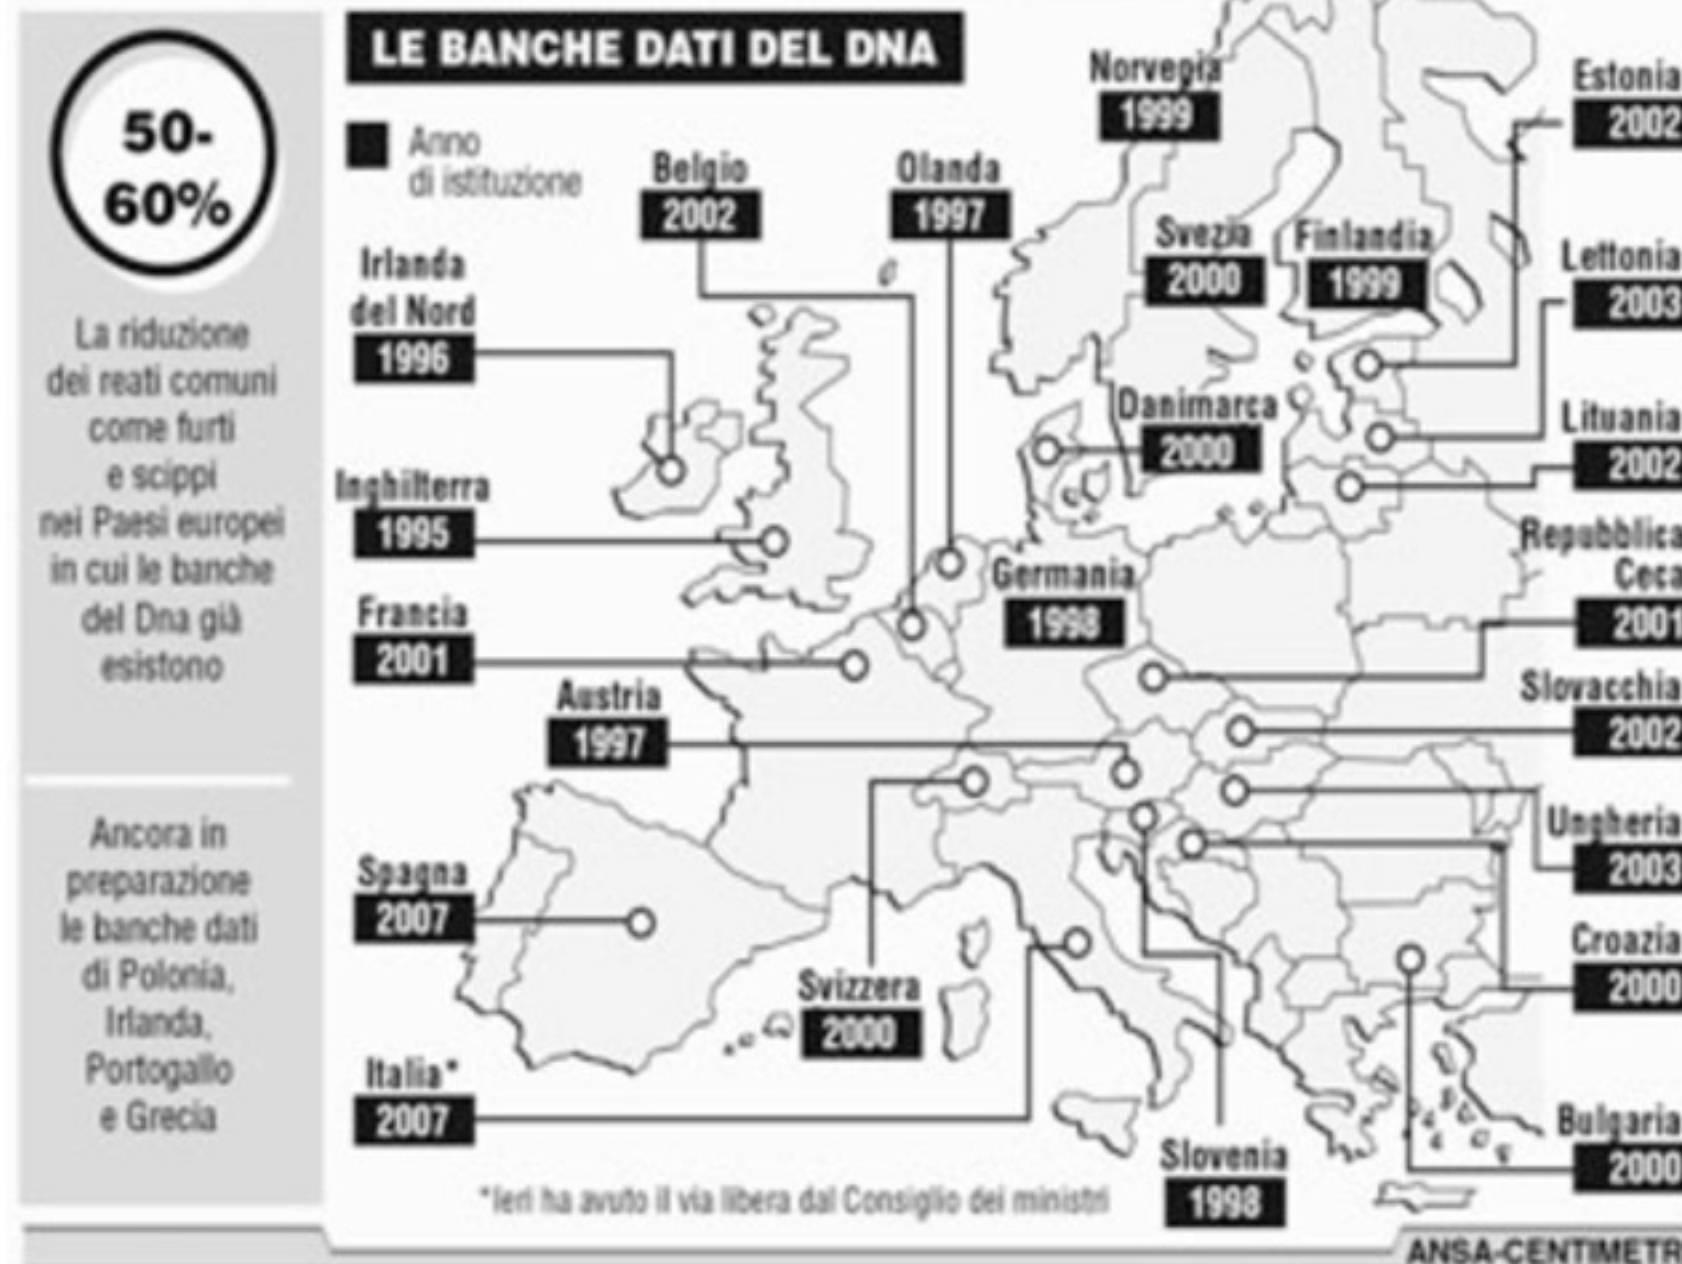 50-
60%
La riduzione
dei reati comuni
come furti
e scippi
nei Paesi europei
in cui le banche
del Dna già
esistono
Ancora in
preparazione
le banche dati
di Polonia,
Irlanda,
Portogallo
e Grecia
LE BANCHE DATI DEL DNA
Anno
di istituzione
Norvegia
1999
Estonia
2002
Belgio
2002
Olanda
1997
Svezia
2000
Finlandia
1999
Lettonia
2003
Irlanda
del Nord
1996
Danimarca
2000
Lituania
2002
Inghilterra
1995
Germania
1998
Repubblica
Ceca
2001
Francia
2001
Austria
1997
Slovacchia
2002
Ungheria
2003
Spagna
2007
Croazia
2000
Svizzera
2000
Italia*
2007
Slovenia
1998
Bulgaria
2000
*Ieri ha avuto il via libera dal Consiglio dei ministri
ANSA-CENTIMETR